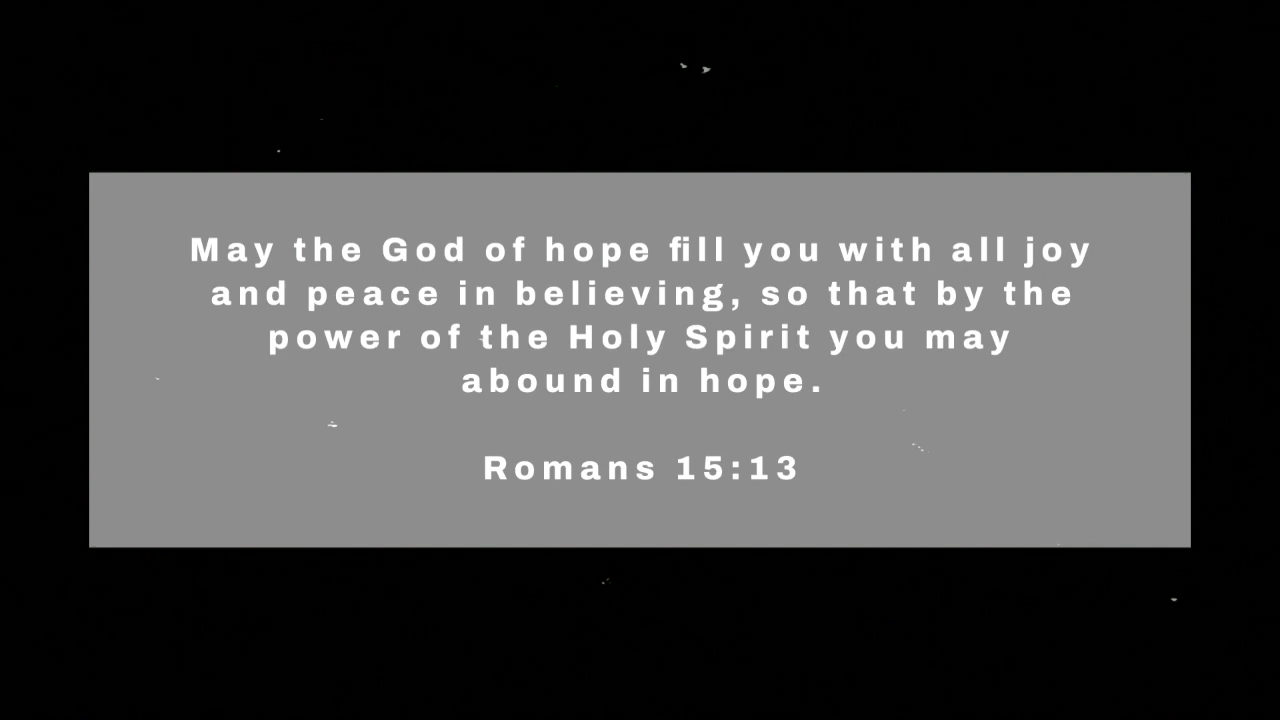 May the God of hope fill you with all joy
and peace in believing, so that by the
power of the Holy Spirit you may
abound in hope.
Romans 15:13